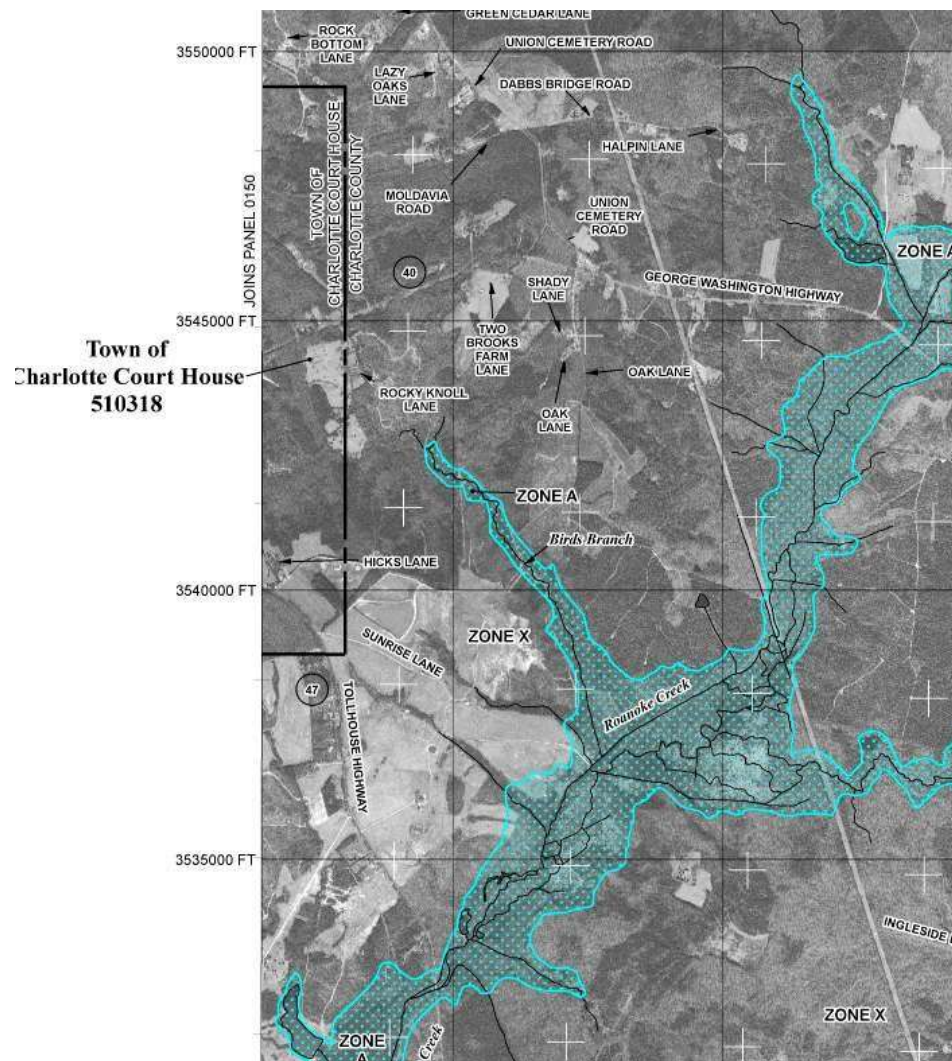 GREEN CEDAR LANE
3550000 FT
ROCK
BOTTOM
LANE
UNION CEMETERY ROAD
LAZY
OAKS
LANE
DABBS BRIDGE ROAD
HALPIN LANE
TOWN OF
CHARLOTTE COURT HOUSE
CHARLOTTE COUNTY
JOINS PANEL 0150
MOLDAVIA
ROAD
UNION
CEMETERY
ROAD
ZONE A
40
SHADY
LANE
GEORGE WASHINGTON HIGHWAY
3545000 FT
TWO
BROOKS
FARM
LANE
Town of
Charlotte Court House
510318
ROCKY KNOLL
LANE
OAK LANE
OAK
LANE
ZONE A
Birds Branch
HICKS LANE
3540000 FT
SUNRISE LANE
ZONE X
47
TOLLHOUSE HIGHWAY
Roanoke Creek
3535000 FT
INGLESIDE
ZONE X
ZONE
A
Creek